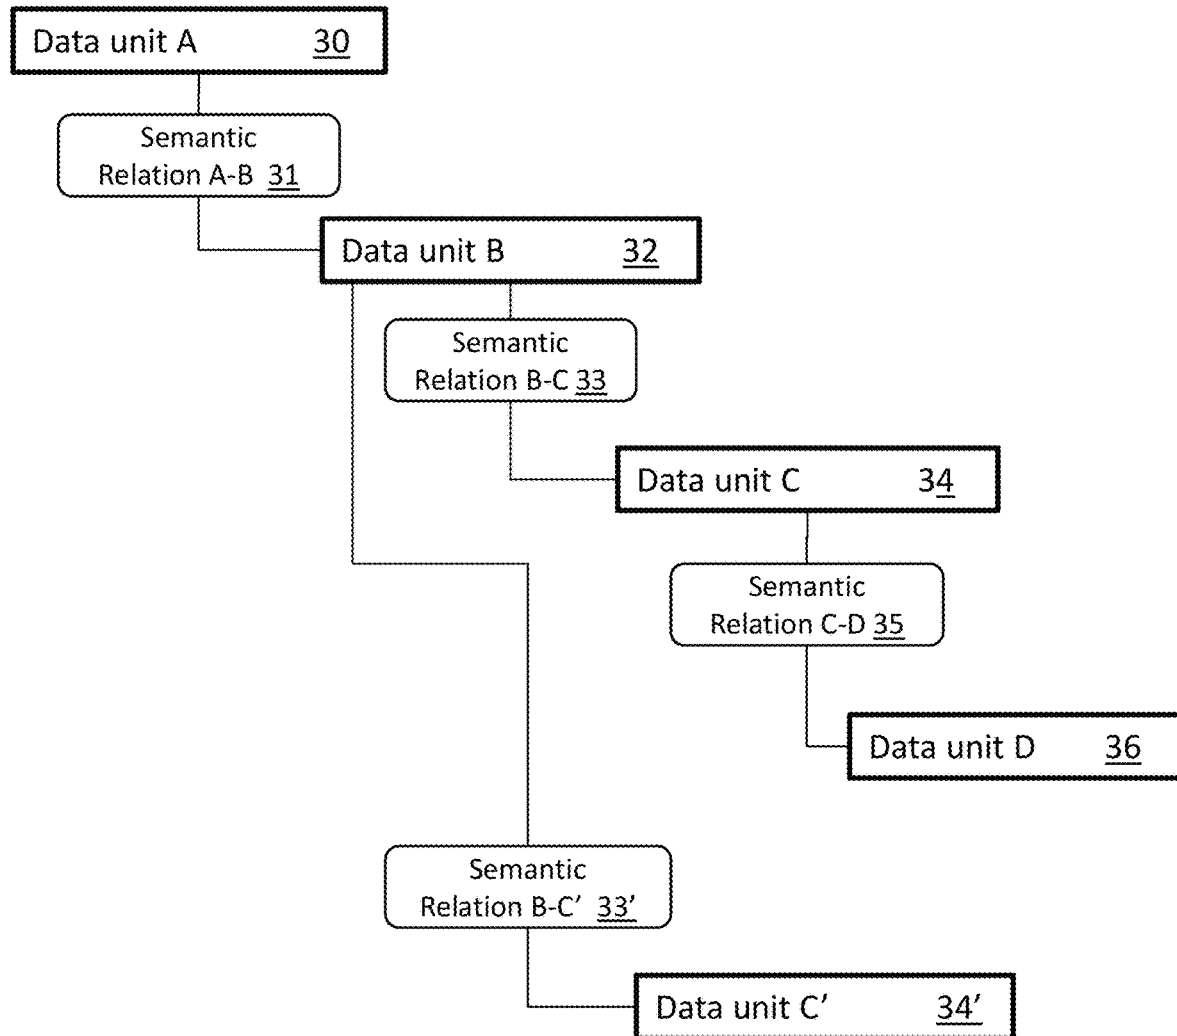 Data unit A 30
Semantic
Relation A-B 31
Data unit B 32
Semantic
Relation B-C 33
Data unit C 34
Semantic
Relation C-D 35
Data unit D 36
Semantic
Relation B-C’ 33'
Data unit C’ 34’